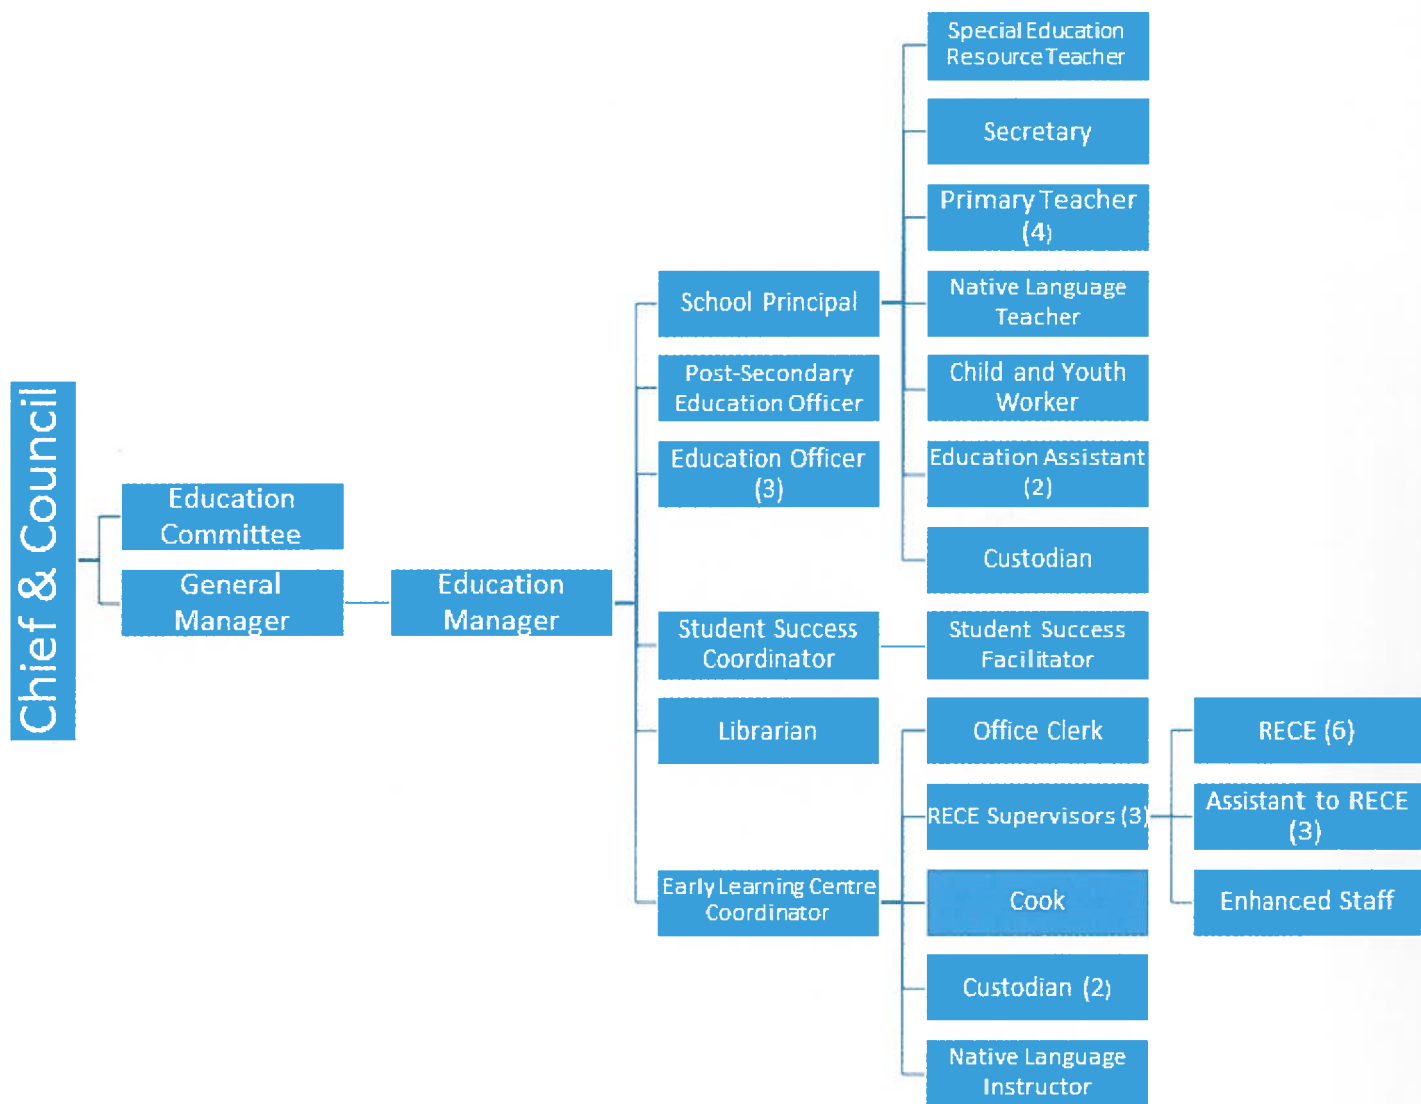 Chief & Council
Education
Committee
General
Manager
Education
Manager
School Principal
Post-Secondary
Education Officer
Education Officer
(3)
Student Success
Coordinator
Librarian
Early Learning Centre
Coordinator
Special Education
Resource Teacher
Secretary
Primary Teacher
(4)
Native Language
Teacher
Child and Youth
Worker
Education Assistant
(2)
Custodian
Student Success
Facilitator
Office Clerk
RECE Supervisors (3)
Cook
Custodian (2)
Native Language
Instructor
RECE (6)
Assistant to RECE
(3)
Enhanced Staff